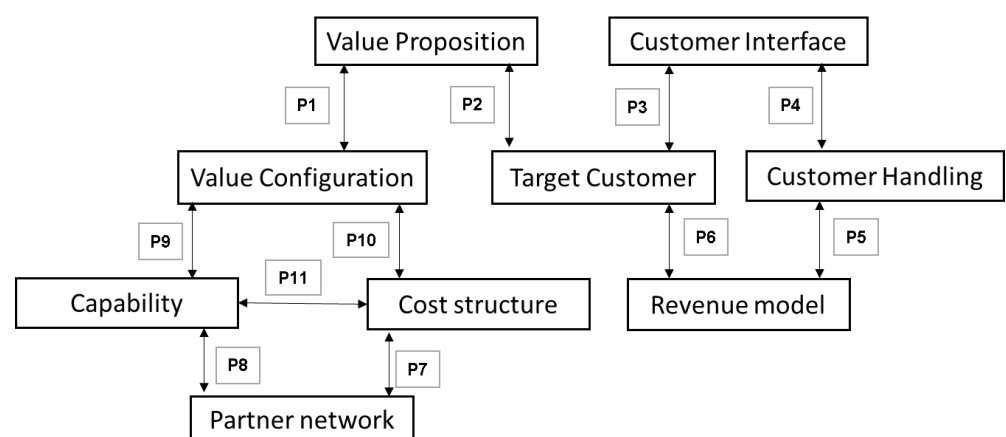 Value Proposition
Customer Interface
P1
P2
P3
P4
Value Configuration
Target Customer
Customer Handling
P9
P10
P6
P5
P11
Capability
Cost structure
Revenue model
P8
P7
Partner network